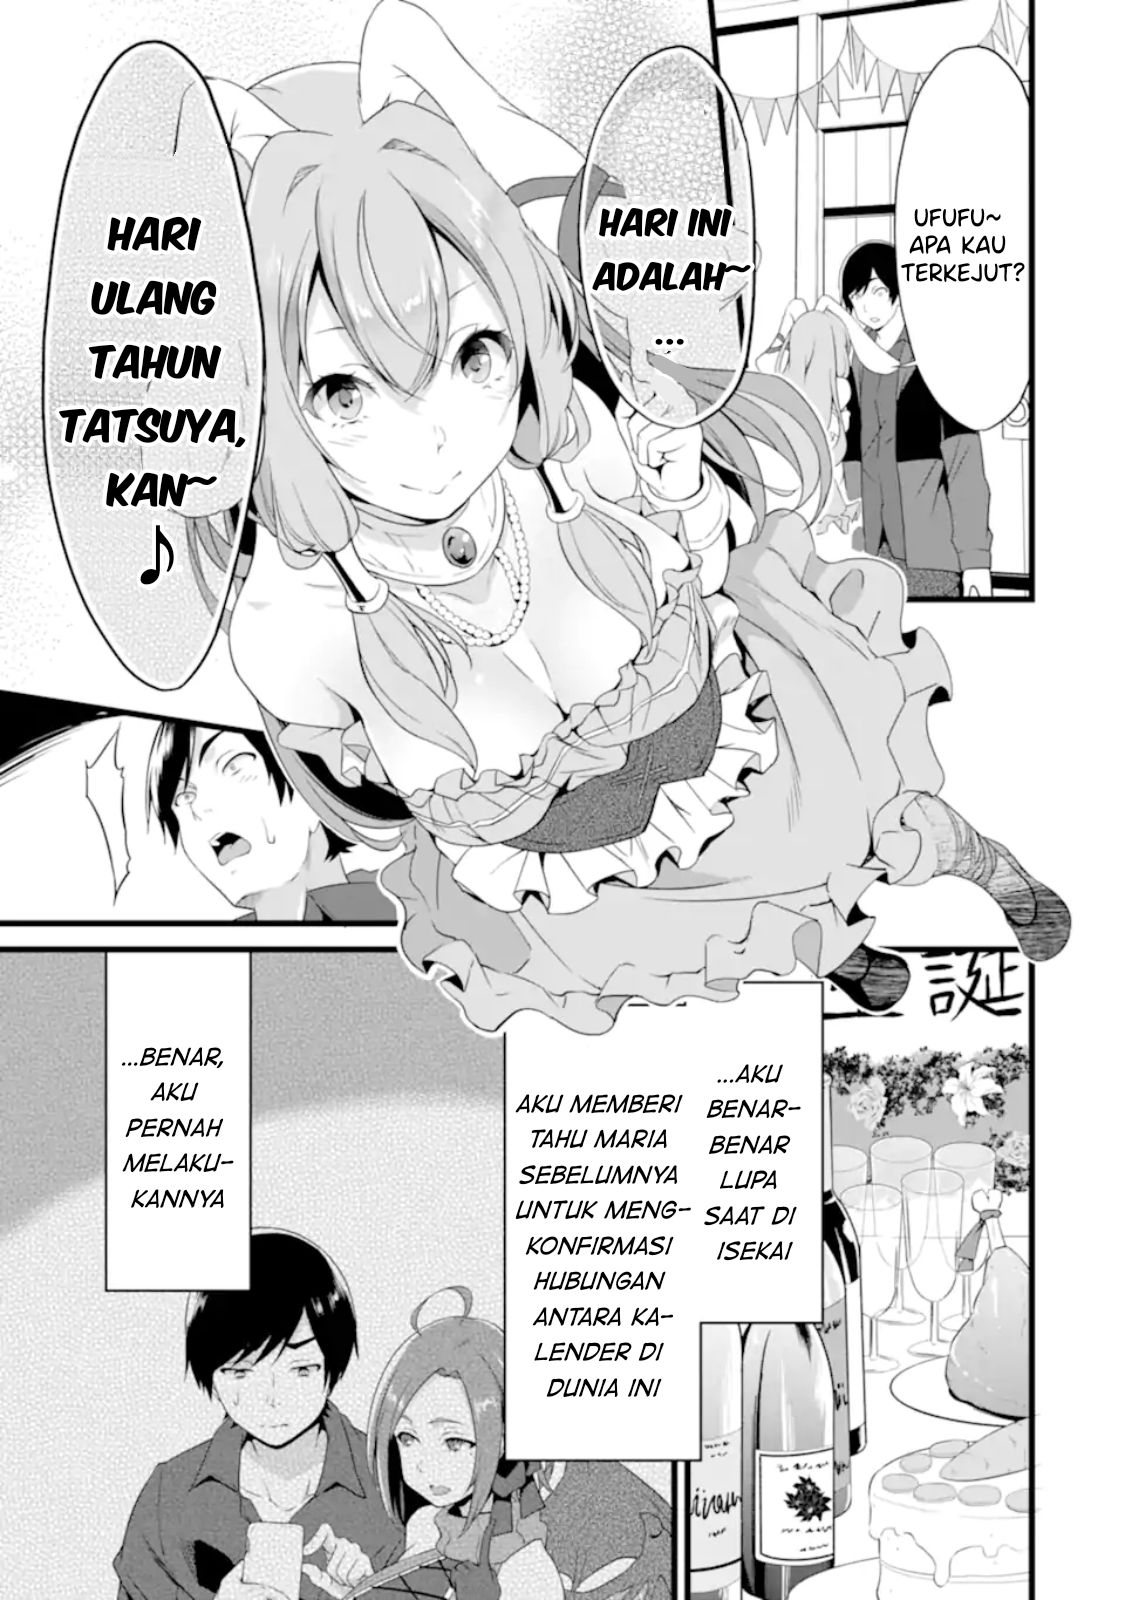 UFUFU~
APA KAU
TERKEJUT?
HARI INI
ADALAH~
...
HARI
ULANG
TAHUN
TATSUYA,
KAN~
♪
誕
...AKU
BENAR-
BENAR
LUPA
SAAT DI
ISEKAI
AKU MEMBERI
TAHU MARIA
SEBELUMNYA
UNTUK MENG-
KONFIRMASI
HUBUNGAN
ANTARA KA-
LENDER DI
DUNIA INI
...BENAR,
AKU
PERNAH
MELAKU-
KANNYA